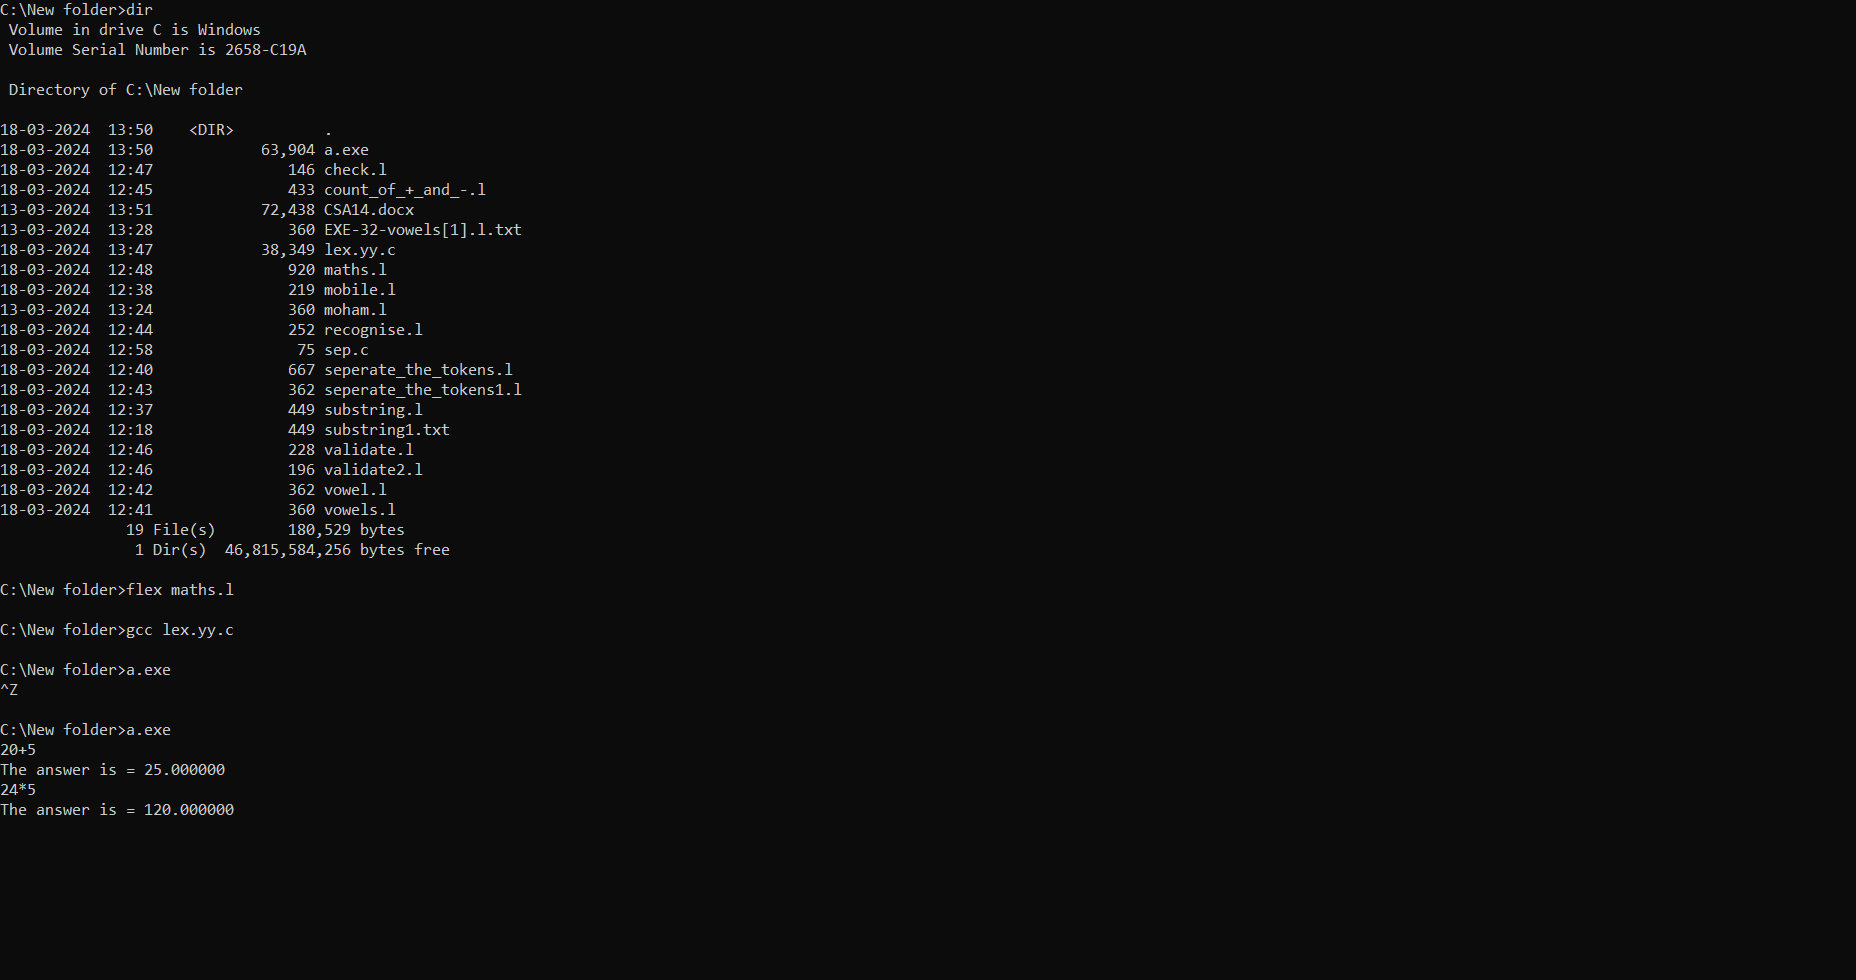 C:\New folder>dir
 Volume in drive C is Windows
 Volume Serial Number is 2658-C19A

 Directory of C:\New folder

18-03-2024  13:50    <DIR>          .
18-03-2024  13:50            63,904 a.exe
18-03-2024  12:47               146 check.l
18-03-2024  12:45               433 count_of_+_and_-.l
13-03-2024  13:51            72,438 CSA14.docx
13-03-2024  13:28               360 EXE-32-vowels[1].l.txt
18-03-2024  13:47            38,349 lex.yy.c
18-03-2024  12:48               920 maths.l
18-03-2024  12:38               219 mobile.l
13-03-2024  13:24               360 moham.l
18-03-2024  12:44               252 recognise.l
18-03-2024  12:58                75 sep.c
18-03-2024  12:40               667 seperate_the_tokens.l
18-03-2024  12:43               362 seperate_the_tokens1.l
18-03-2024  12:37               449 substring.l
18-03-2024  12:18               449 substring1.txt
18-03-2024  12:46               228 validate.l
18-03-2024  12:46               196 validate2.l
18-03-2024  12:42               362 vowel.l
18-03-2024  12:41               360 vowels.l
              19 File(s)        180,529 bytes
               1 Dir(s)  46,815,584,256 bytes free

C:\New folder>flex maths.l

C:\New folder>gcc lex.yy.c

C:\New folder>a.exe
^Z

C:\New folder>a.exe
20+5
The answer is = 25.000000
24*5
The answer is = 120.000000